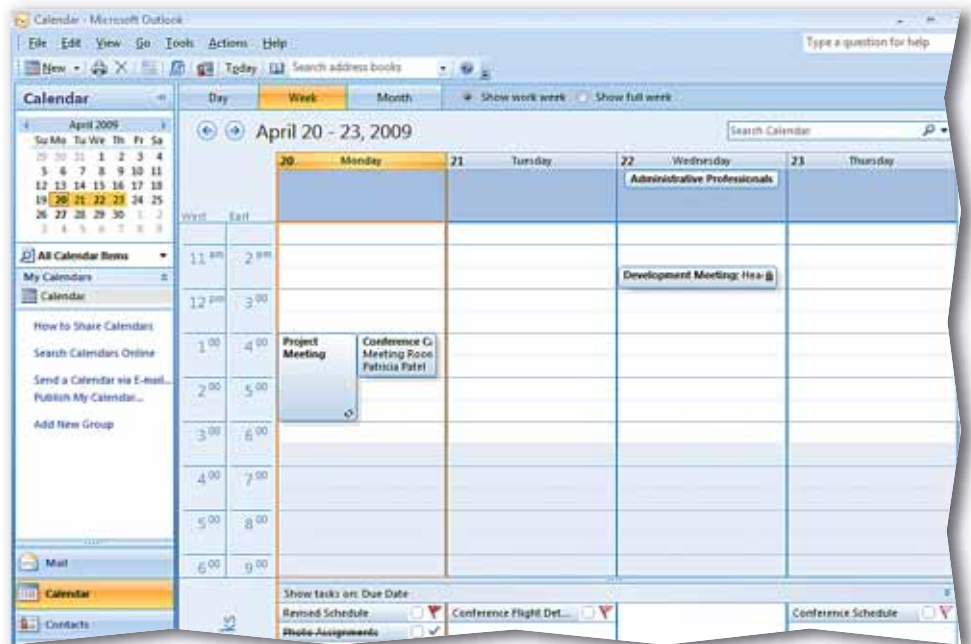 Calendar - Microsoft Outlook
File Edit View Go Tools Actions Help
Type a question for help
New Today Search address books
Calendar
Day Week Month Show work week Show full week
April 2009
Su Mo Tu We Th Fr Sa
29 30 31 1 2 3 4
5 6 7 8 9 10 11
12 13 14 15 16 17 18
19 20 21 22 23 24 25
26 27 28 29 30 1 2
3 4 5 6 7 8 9
All Calendar Items
My Calendars
Calendar
How to Share Calendars
Search Calendars Online
Send a Calendar via E-mail...
Publish My Calendar...
Add New Group
Mail
Calendar
Contacts
April 20 - 23, 2009
Search Calendar
20 Monday 21 Tuesday 22 Wednesday 23 Thursday
Administrative Professionals
West East
11 am 2 pm
Development Meeting; Hea
12 pm 3 00
1 00 4 00
Project Meeting
Conference Ca
Meeting Roon
Patricia Patel
2 00 5 00
3 00 6 00
4 00 7 00
5 00 8 00
6 00 9 00
Show tasks on: Due Date
Revised Schedule
Conference Flight Det...
Conference Schedule
Photo Assignments